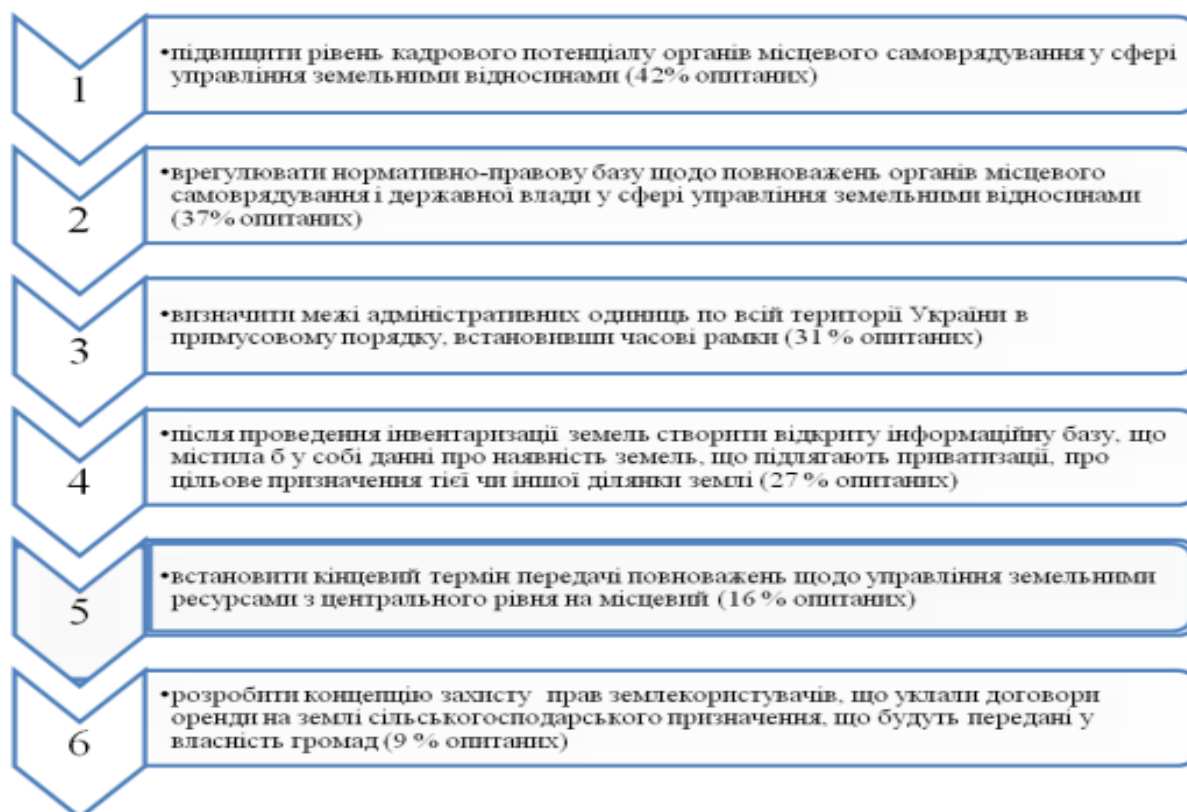 1
•підвищити рівень кадрового потенціалу органів місцевого самоврядування у сфері
управління земельними відносинами (42% опитаних)
2
•врегулювати нормативно-правову базу щодо повноважень органів місцевого
самоврядування і державної влади у сфері управління земельними відносинами
(37% опитаних)
3
•визначити межі адміністративних одиниць по всій території України в
примусовому порядку, встановивши часові рамки (31 % опитаних)
4
•після проведення інвентаризації земель створити відкриту інформаційну базу, що
містила б у собі данні про наявність земель, що підлягають приватизації, про
цільове призначення тієї чи іншої ділянки землі (27 % опитаних)
5
•встановити кінцевий термін передачі повноважень щодо управління земельними
ресурсами з центрального рівня на місцевий (16 % опитаних)
6
•розробити концепцію захисту прав землекористувачів, що уклали договори
оренди на землі сільськогосподарського призначення, що будуть передані у
власність громад (9 % опитаних)